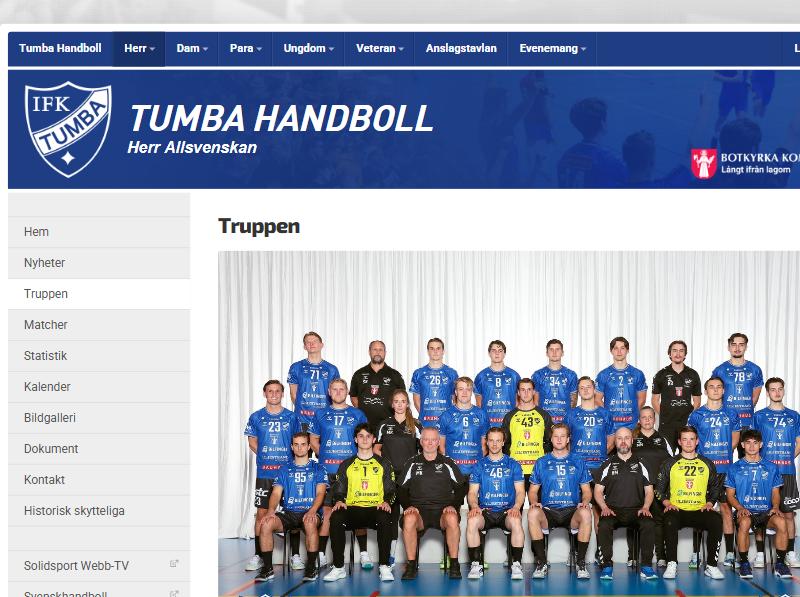 Tumba Handboll Herr Dam Para Ungdom Veteran Anslagstavlan Evenemang L
IFK
TUMBA
TUMBA HANDBOLL
Herr Allsvenskan
BOTKYRKA KO
Långt ifrån lagom
Truppen
Hem
Nyheter
Truppen
Matcher
Statistik
Kalender
Bildgalleri
Dokument
Kontakt
Historisk skytteliga
Solidsport Webb-TV
Svenskhandboll
71 26 8 34 2 78
23 17 6 43 20 24 74
95 1 46 15 22 7